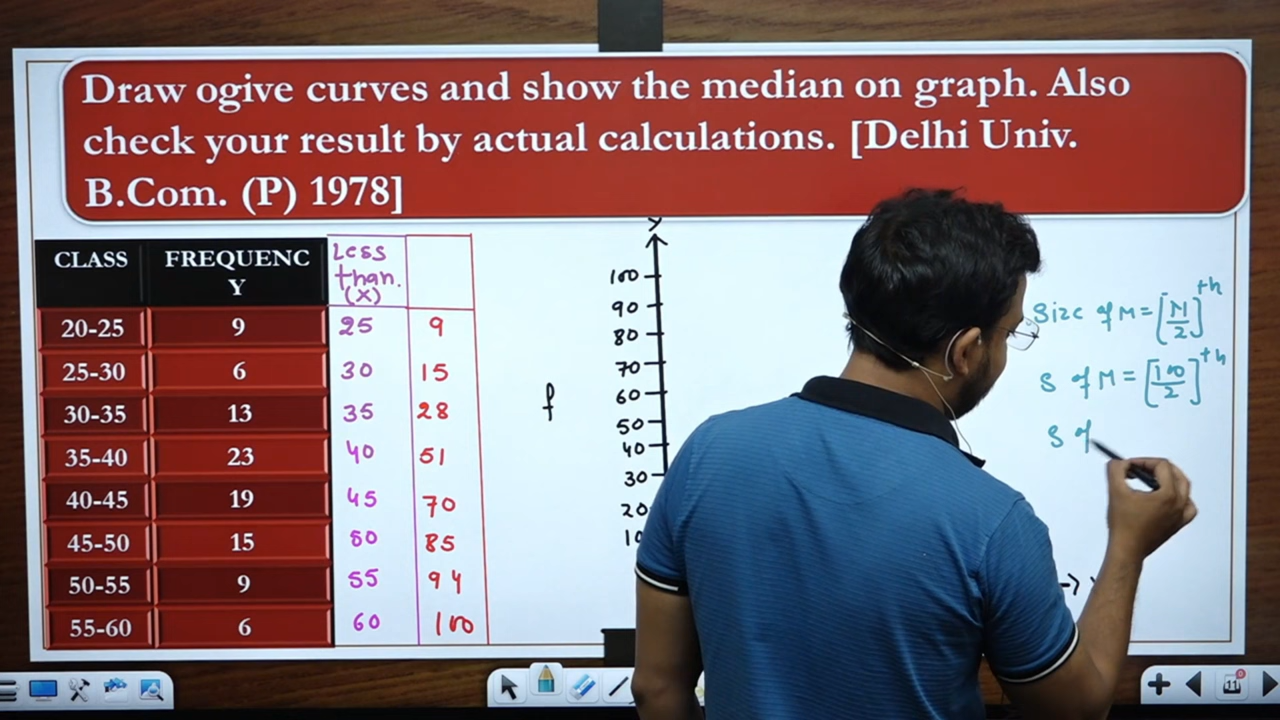 Draw ogive curves and show the median on graph. Also
check your result by actual calculations. [Delhi Univ.
B.Com. (P) 1978]
CLASS FREQUENC
Y Less
than.
(X)
20-25 9 25 9
25-30 6 30 15
30-35 13 35 28
35-40 23 40 51
40-45 19 45 70
45-50 15 50 85
50-55 9 55 94
55-60 6 60 100
f
Y
100
90
80
70
60
50
40
30
20
10
Size of M = [N/2]th
S of M = [100/2]th
S of
11